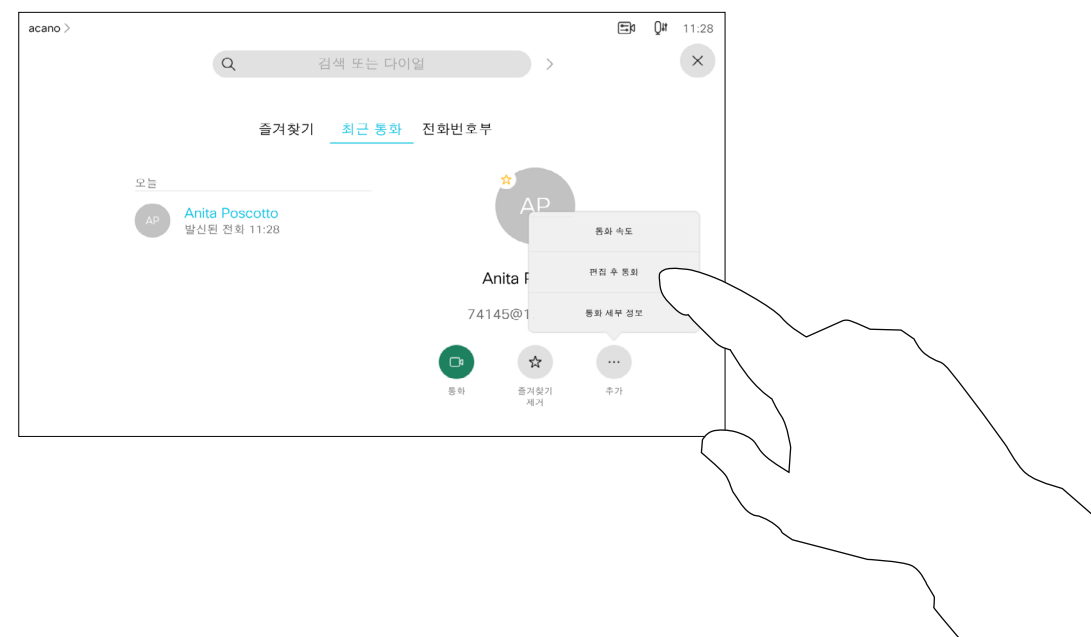 acano >
11:28
검색 또는 다이얼
즐겨찾기 최근 통화 전화번호부
오늘
AP
Anita Poscotto
발신된 전화 11:28
AP
Anita
74145@1
통화 속도
편집 후 통화
통화 세부 정보
통화
즐겨찾기
제거
추가